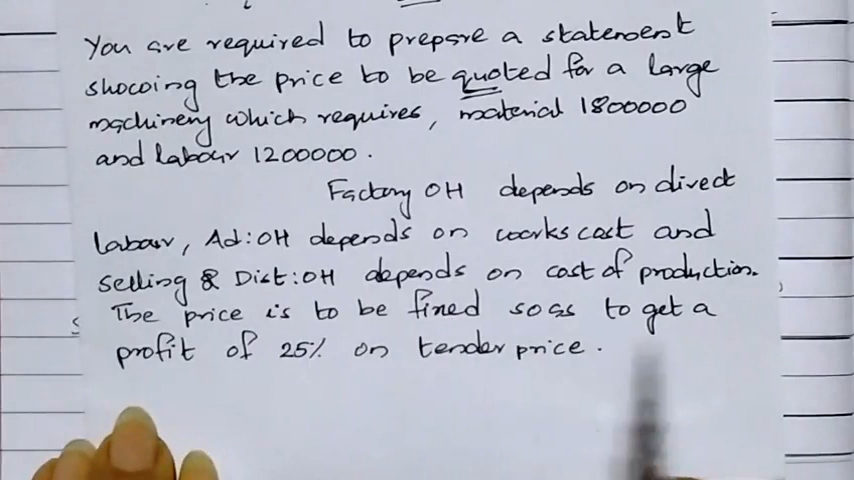 You are required to prepare a statement
showing the price to be quoted for a large
machinery which requires, material 1800000
and labour 1200000.
Factory OH depends on direct
labour, Ad:OH depends on works cost and
Selling & Dist:OH depends on cost of production.
The price is to be fixed so as to get a
profit of 25% on tender price.